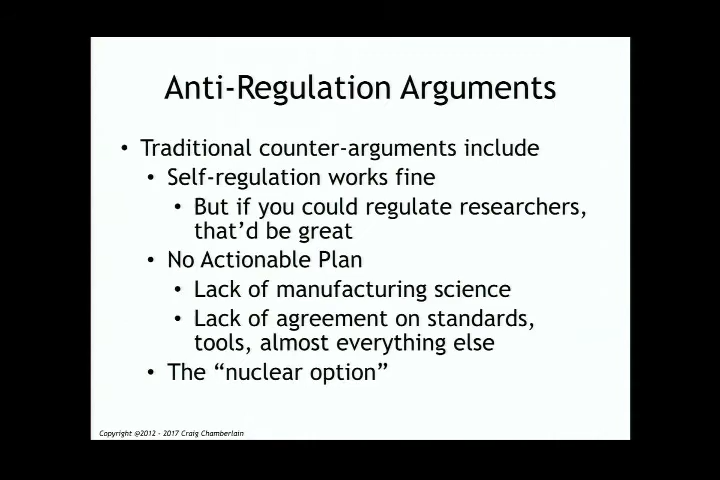 Anti-Regulation Arguments
• Traditional counter-arguments include
• Self-regulation works fine
• But if you could regulate researchers,
that'd be great
• No Actionable Plan
• Lack of manufacturing science
• Lack of agreement on standards,
tools, almost everything else
• The “nuclear option”
Copyright @2012 - 2017 Craig Chamberlain